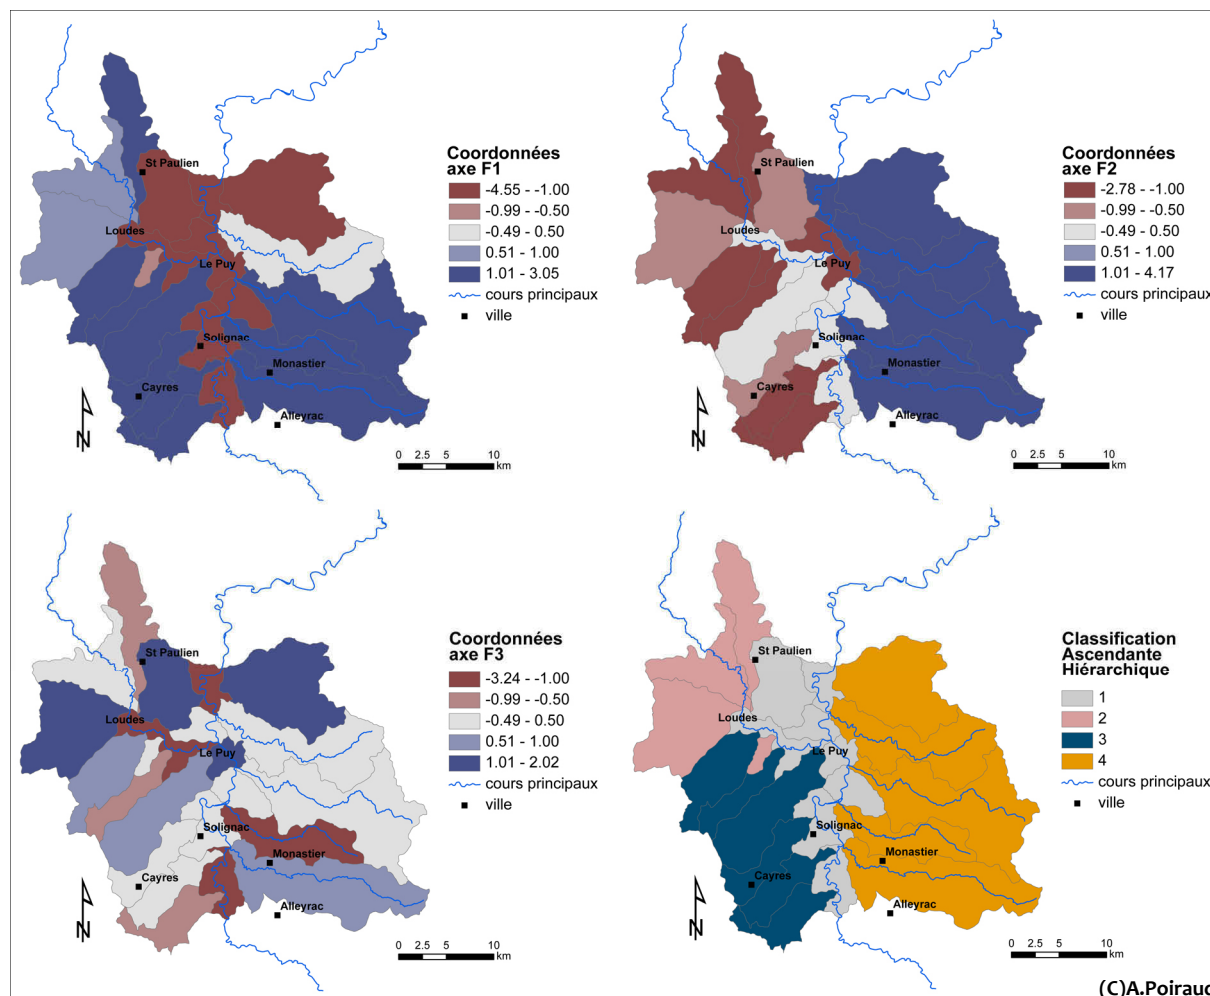 St Paulien
Loudes
Le Puy
Solignac
Monastier
Cayres
Alleyrac
N
Coordonnées
axe F1
-4.55 - -1.00
-0.99 - -0.50
-0.49 - 0.50
0.51 - 1.00
1.01 - 3.05
cours principaux
ville
0 2.5 5 10
km
St Paulien
Loudes
Le Puy
Solignac
Monastier
Cayres
Alleyrac
N
Coordonnées
axe F2
-2.78 - -1.00
-0.99 - -0.50
-0.49 - 0.50
0.51 - 1.00
1.01 - 4.17
cours principaux
ville
0 2.5 5 10
km
St Paulien
Loudes
Le Puy
Solignac
Monastier
Cayres
Alleyrac
N
Coordonnées
axe F3
-3.24 - -1.00
-0.99 - -0.50
-0.49 - 0.50
0.51 - 1.00
1.01 - 2.02
cours principaux
ville
0 2.5 5 10
km
St Paulien
Loudes
Le Puy
Solignac
Monastier
Cayres
Alleyrac
N
Classification
Ascendante
Hiérarchique
1
2
3
4
cours principaux
ville
0 2.5 5 10
km
(C)A.Poiraud